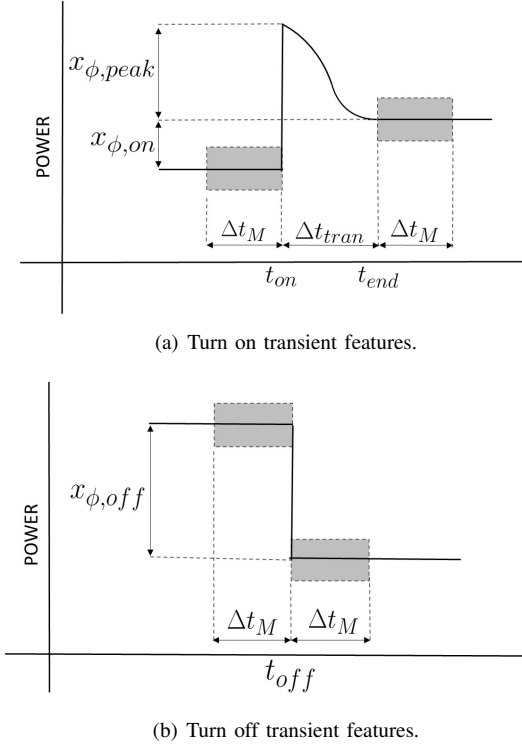 x_{ϕ,peak}
x_{ϕ,on}
POWER
Δt_M
Δt_{tran}
Δt_M
t_{on}
t_{end}
(a) Turn on transient features.
x_{ϕ,off}
POWER
Δt_M
Δt_M
t_{off}
(b) Turn off transient features.